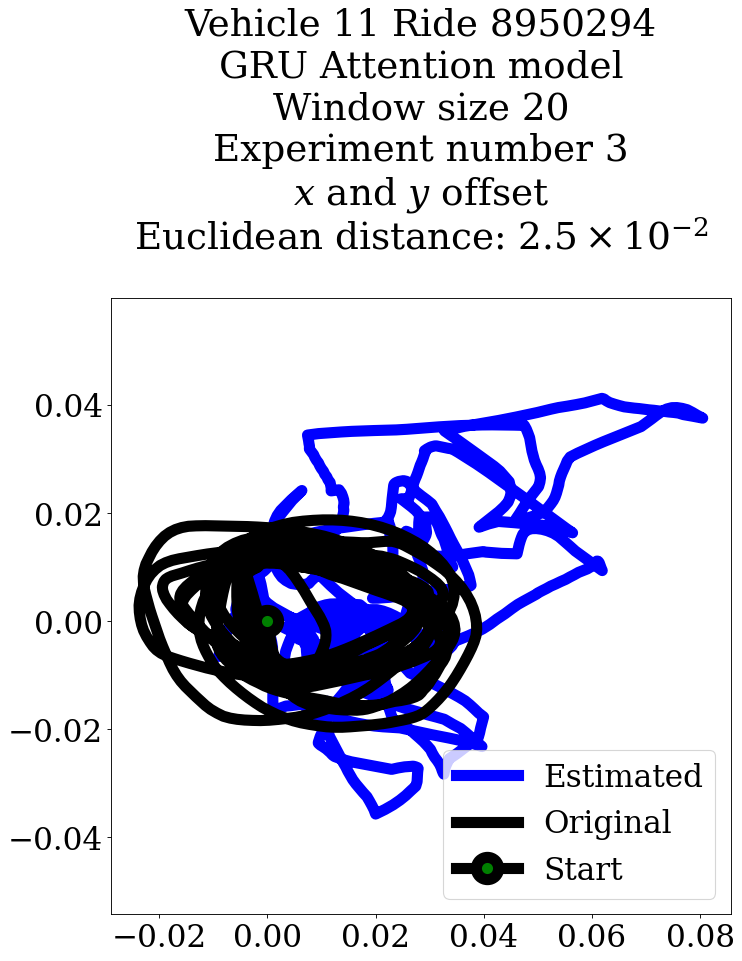 Vehicle 11 Ride 8950294
GRU Attention model
Window size 20
Experiment number 3
x and y offset
Euclidean distance: 2.5 × 10⁻²
0.04
0.02
0.00
−0.02
−0.04
Estimated
Original
Start
−0.02 0.00 0.02 0.04 0.06 0.08